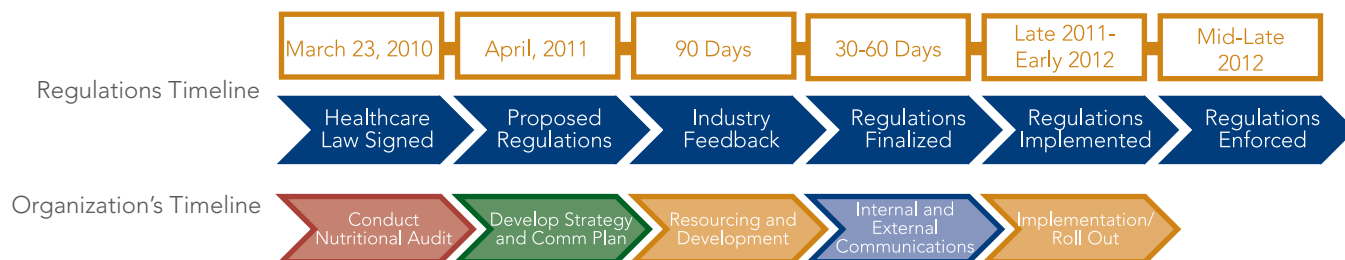 March 23, 2010
April, 2011
90 Days
30-60 Days
Late 2011-
Early 2012
Mid-Late
2012
Regulations Timeline
Healthcare
Law Signed
Proposed
Regulations
Industry
Feedback
Regulations
Finalized
Regulations
Implemented
Regulations
Enforced
Organization's Timeline
Conduct
Nutritional Audit
Develop Strategy
and Comm Plan
Resourcing and
Development
Internal and
External
Communications
Implementation/
Roll Out